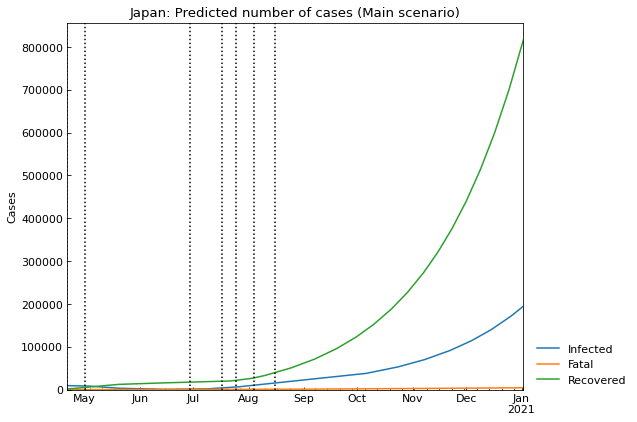 Japan: Predicted number of cases (Main scenario)
800000
700000
600000
500000
400000
300000
200000
100000
0
Cases
May Jun Jul Aug Sep Oct Nov Dec Jan
2021
Infected
Fatal
Recovered